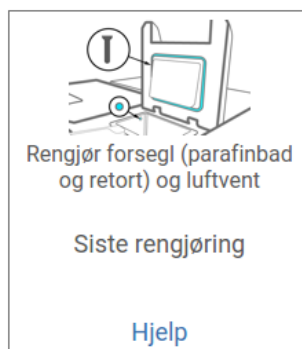 Rengjør forsegl (parafinbad
og retort) og luftvent
Siste rengjøring
Hjelp